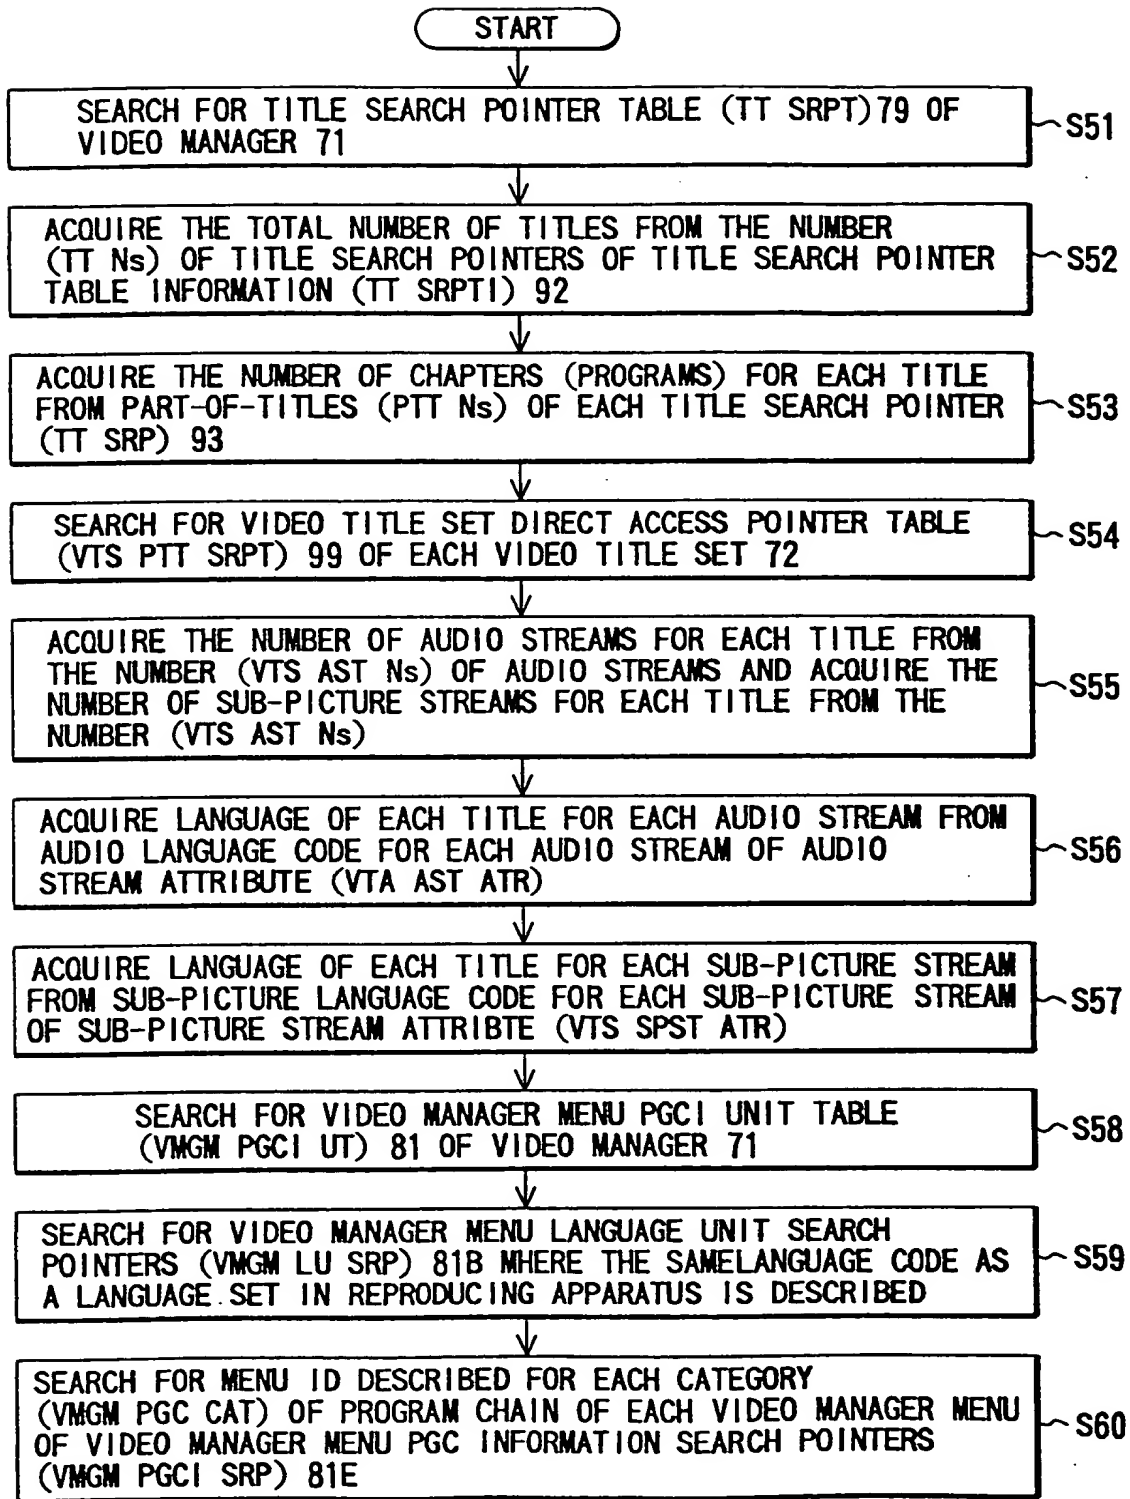 START
SEARCH FOR TITLE SEARCH POINTER TABLE (TT SRPT)79 OF
VIDEO MANAGER 71
S51
ACQUIRE THE TOTAL NUMBER OF TITLES FROM THE NUMBER
(TT Ns) OF TITLE SEARCH POINTERS OF TITLE SEARCH POINTER
TABLE INFORMATION (TT SRPTI) 92
S52
ACQUIRE THE NUMBER OF CHAPTERS (PROGRAMS) FOR EACH TITLE
FROM PART-OF-TITLES (PTT Ns) OF EACH TITLE SEARCH POINTER
(TT SRP) 93
S53
SEARCH FOR VIDEO TITLE SET DIRECT ACCESS POINTER TABLE
(VTS PTT SRPT) 99 OF EACH VIDEO TITLE SET 72
S54
ACQUIRE THE NUMBER OF AUDIO STREAMS FOR EACH TITLE FROM
THE NUMBER (VTS AST Ns) OF AUDIO STREAMS AND ACQUIRE THE
NUMBER OF SUB-PICTURE STREAMS FOR EACH TITLE FROM THE
NUMBER (VTS AST Ns)
S55
ACQUIRE LANGUAGE OF EACH TITLE FOR EACH AUDIO STREAM FROM
AUDIO LANGUAGE CODE FOR EACH AUDIO STREAM OF AUDIO
STREAM ATTRIBUTE (VTA AST ATR)
S56
ACQUIRE LANGUAGE OF EACH TITLE FOR EACH SUB-PICTURE STREAM
FROM SUB-PICTURE LANGUAGE CODE FOR EACH SUB-PICTURE STREAM
OF SUB-PICTURE STREAM ATTRIBTE (VTS SPST ATR)
S57
SEARCH FOR VIDEO MANAGER MENU PGCI UNIT TABLE
(VMGM PGCI UT) 81 OF VIDEO MANAGER 71
S58
SEARCH FOR VIDEO MANAGER MENU LANGUAGE UNIT SEARCH
POINTERS (VMGM LU SRP) 81B WHERE THE SAMELANGUAGE CODE AS
A LANGUAGE SET IN REPRODUCING APPARATUS IS DESCRIBED
S59
SEARCH FOR MENU ID DESCRIBED FOR EACH CATEGORY
(VMGM PGC CAT) OF PROGRAM CHAIN OF EACH VIDEO MANAGER MENU
OF VIDEO MANAGER MENU PGC INFORMATION SEARCH POINTERS
(VMGM PGCI SRP) 81E
S60